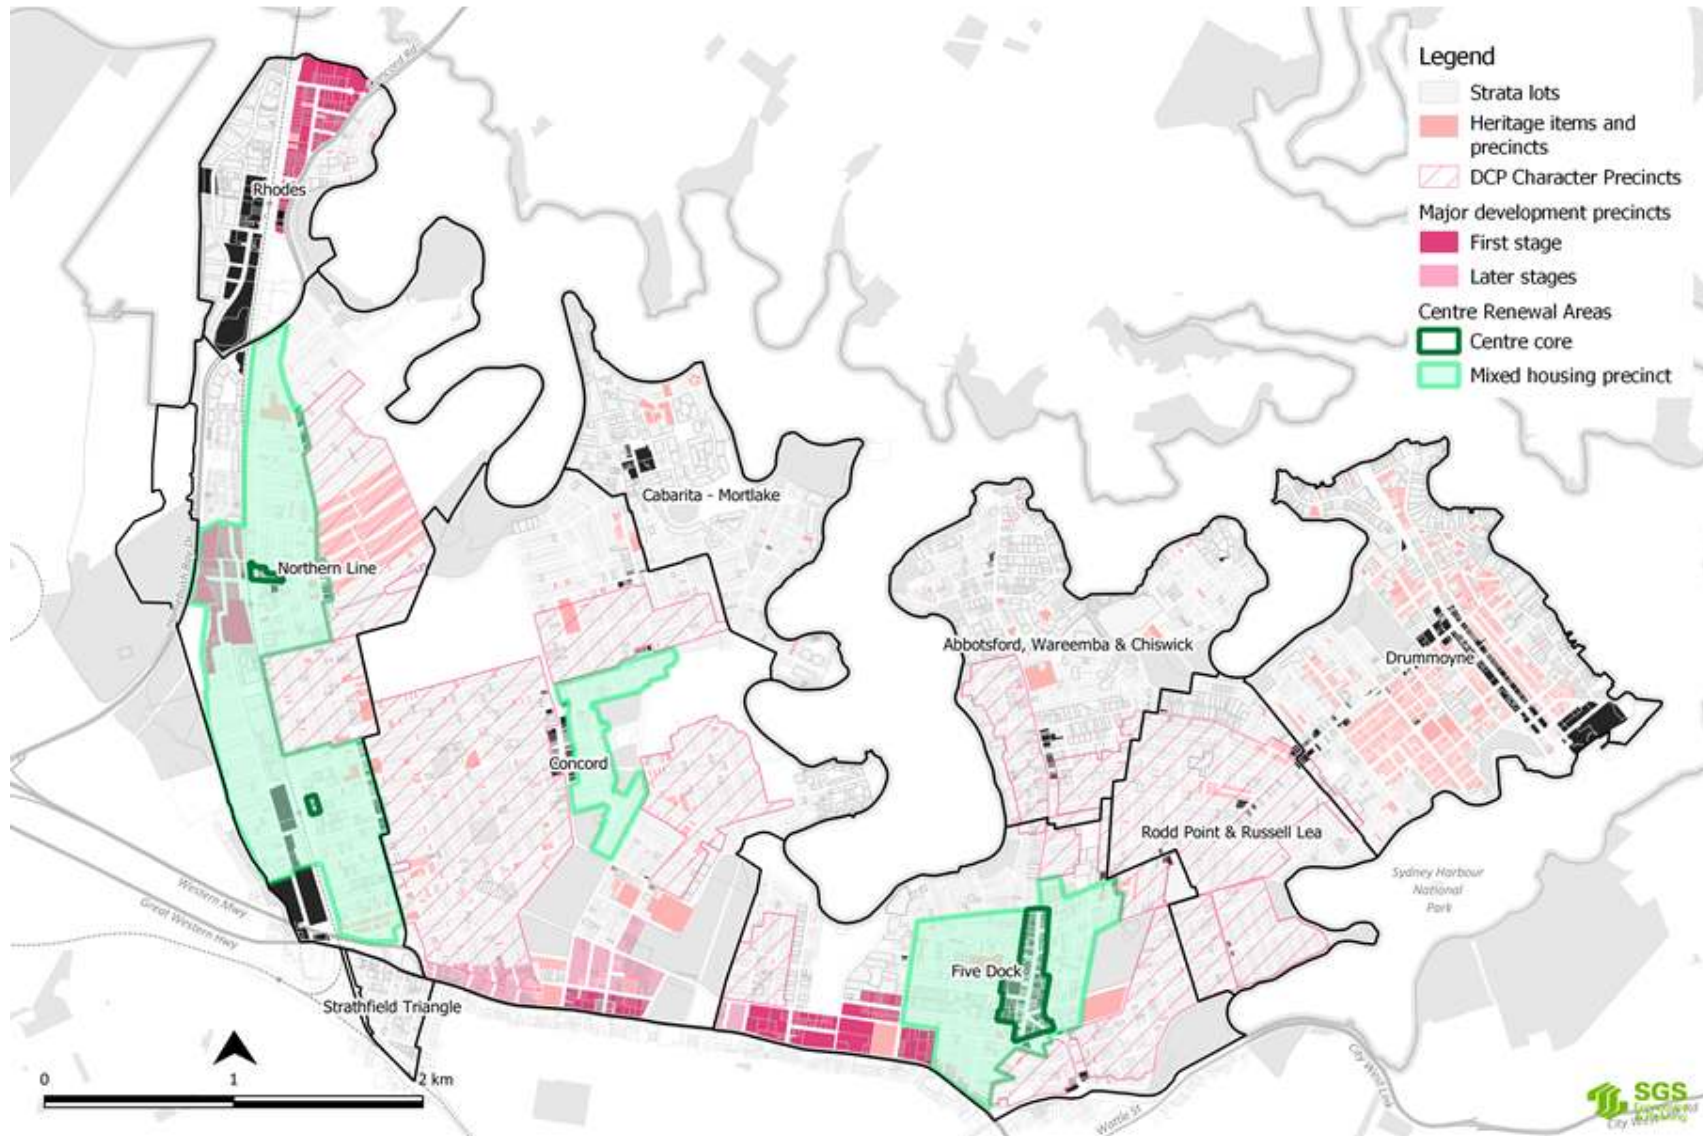 Legend
Strata lots
Heritage items and
precincts
DCP Character Precincts
Major development precincts
First stage
Later stages
Centre Renewal Areas
Centre core
Mixed housing precinct
Rhodes
Cabarita - Mortlake
Northern Line
Abbotsford, Wareemba & Chiswick
Drummoyne
Concord
Rodd Point & Russell Lea
Sydney Harbour
National
Park
Western Mwy
Great Western Hwy
Five Dock
Strathfield Triangle
0 1 2 km
City West Link
Wattle St
SGS